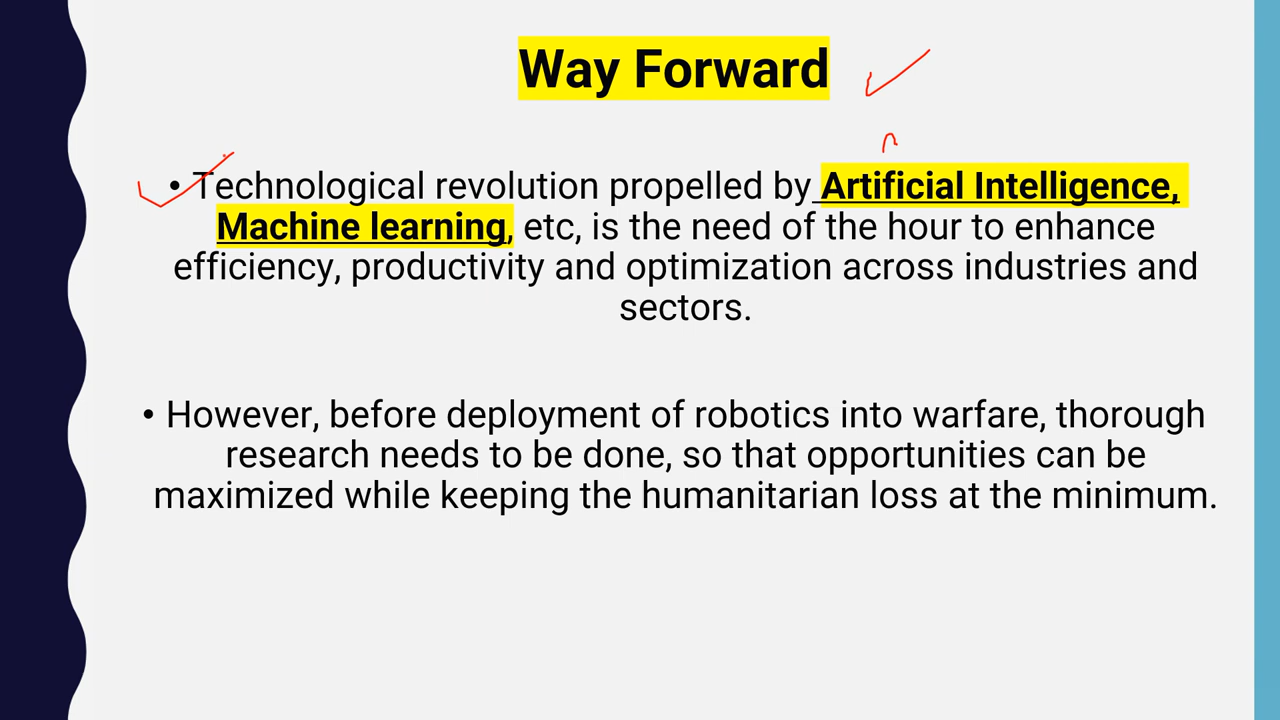 Way Forward
• Technological revolution propelled by Artificial Intelligence,
Machine learning, etc, is the need of the hour to enhance
efficiency, productivity and optimization across industries and
sectors.
• However, before deployment of robotics into warfare, thorough
research needs to be done, so that opportunities can be
maximized while keeping the humanitarian loss at the minimum.